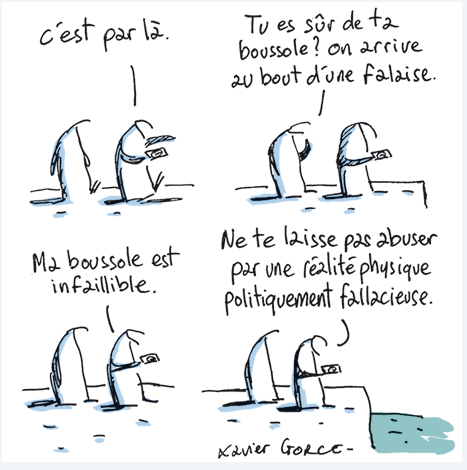 c'est par là.
Tu es sûr de ta
boussole? on arrive
au bout d'une falaise.
Ma boussole est
infaillible.
Ne te laisse pas abuser
par une réalité physique
politiquement fallacieuse.
Xavier GORCE-